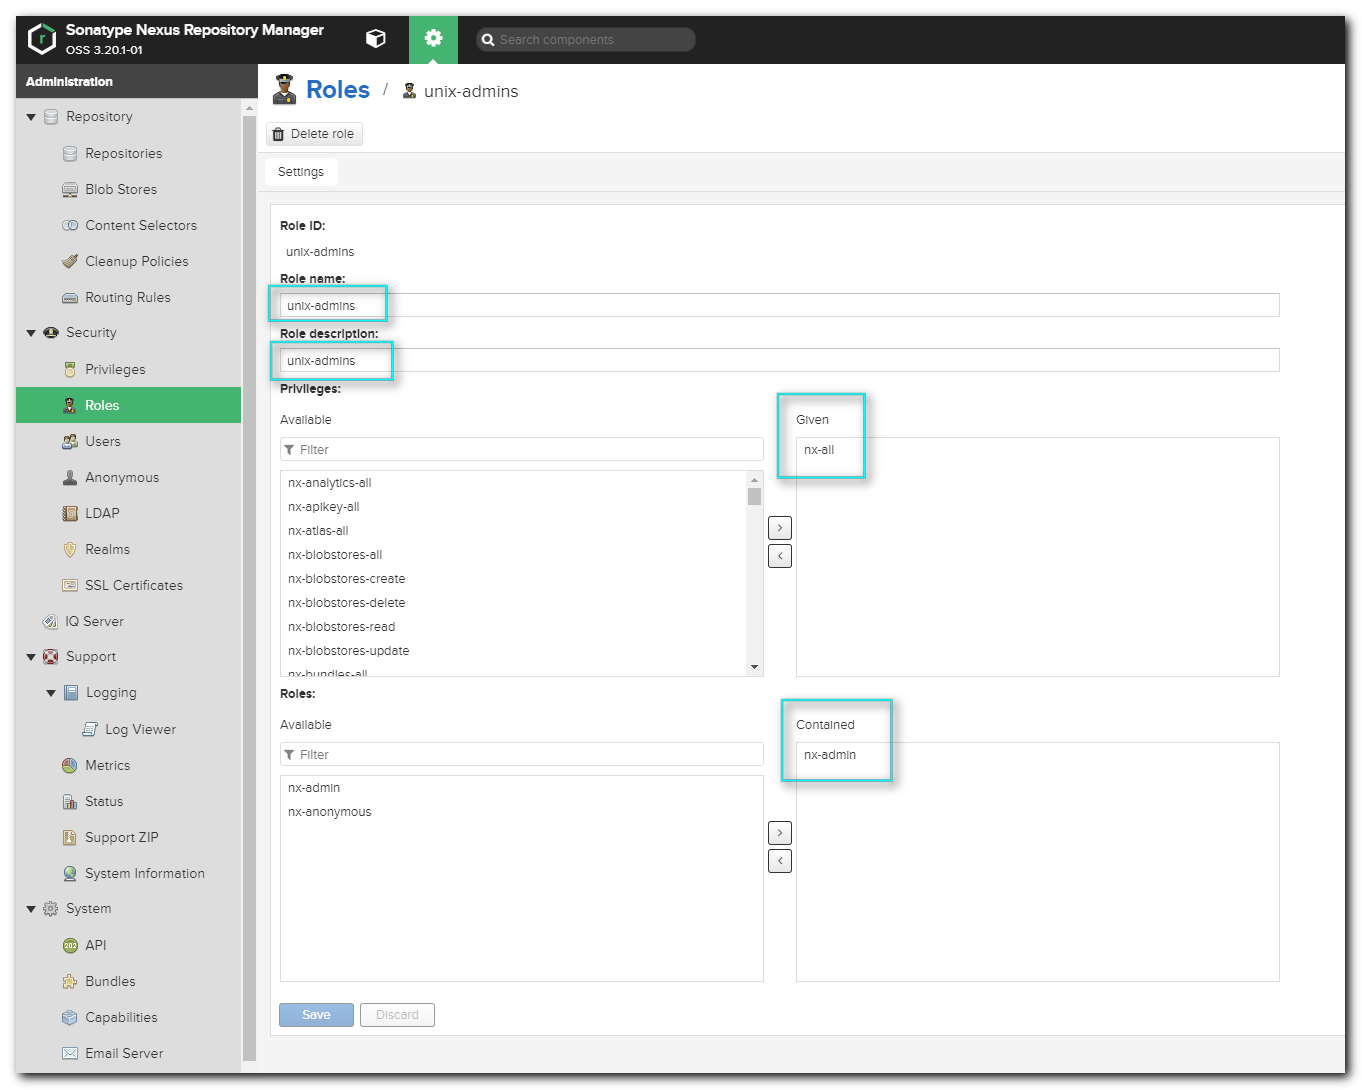 Sonatype Nexus Repository Manager
OSS 3.20.1-01
Search components
Administration
Repository
Repositories
Blob Stores
Content Selectors
Cleanup Policies
Routing Rules
Security
Privileges
Roles
Users
Anonymous
LDAP
Realms
SSL Certificates
IQ Server
Support
Logging
Log Viewer
Metrics
Status
Support ZIP
System Information
System
202
API
Bundles
Capabilities
Email Server
Roles / unix-admins
Delete role
Settings
Role ID:
unix-admins
Role name:
unix-admins
Role description:
unix-admins
Privileges:
Available
Filter
nx-analytics-all
nx-apikey-all
nx-atlas-all
nx-blobstores-all
nx-blobstores-create
nx-blobstores-delete
nx-blobstores-read
nx-blobstores-update
nx-bundles-all
>
<
Given
nx-all
Roles:
Available
Filter
nx-admin
nx-anonymous
>
<
Contained
nx-admin
Save
Discard